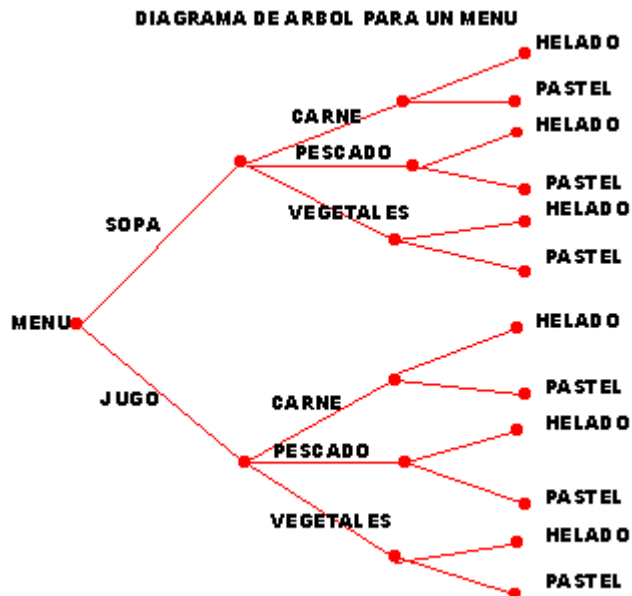 DIAGRAMA DE ARBOL PARA UN MENU
HELADO
PASTEL
CARNE
HELADO
PESCADO
PASTEL
HELADO
VEGETALES
SOPA
PASTEL
MENU
HELADO
JUGO
PASTEL
CARNE
HELADO
PESCADO
PASTEL
VEGETALES
HELADO
PASTEL